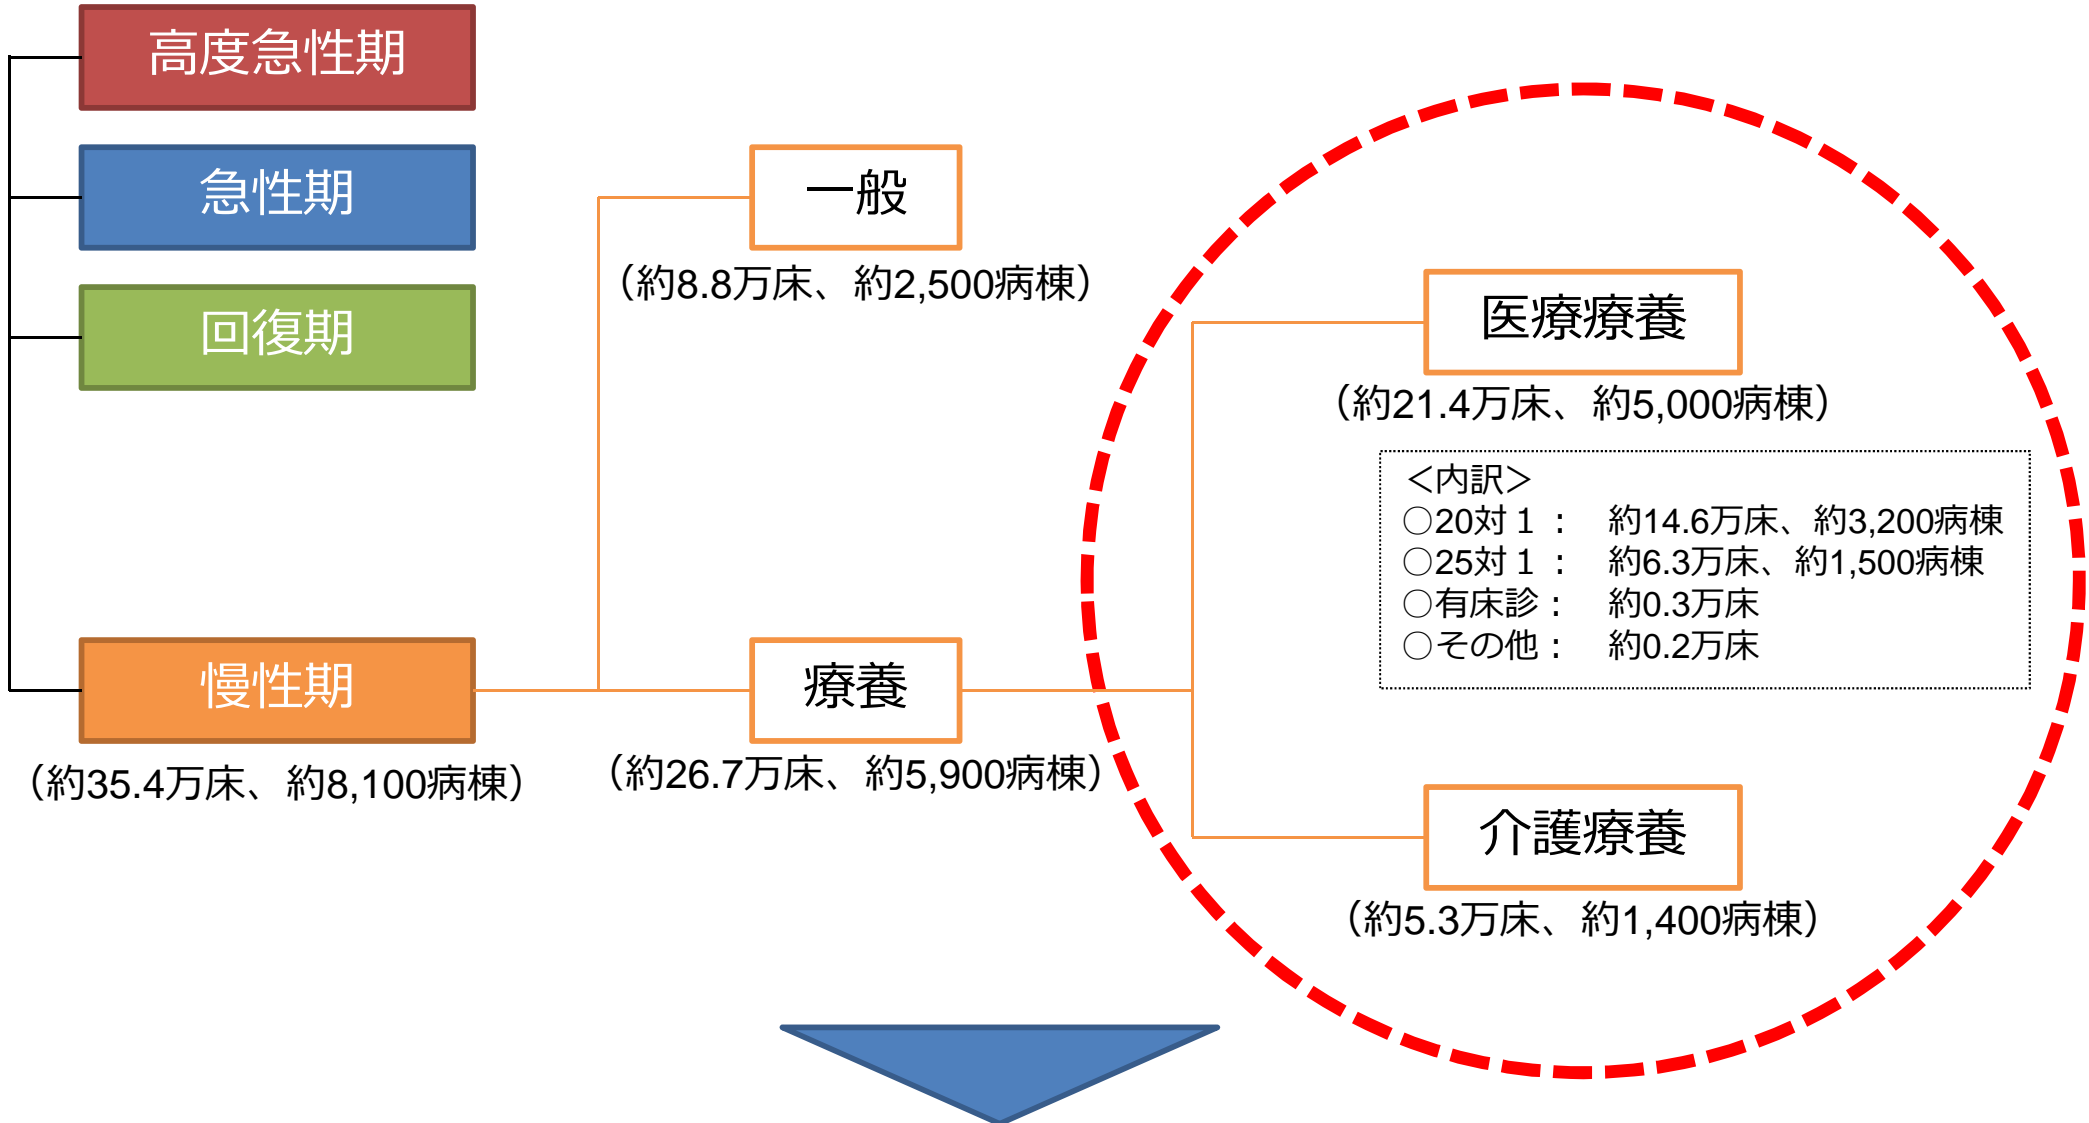 高度急性期
急性期
回復期
慢性期
（約35.4万床、約8,100病棟）
一般
（約8.8万床、約2,500病棟）
療養
（約26.7万床、約5,900病棟）
医療療養
（約21.4万床、約5,000病棟）
＜内訳＞
○20対１：　約14.6万床、約3,200病棟
○25対１：　約6.3万床、約1,500病棟
○有床診：　約0.3万床
○その他：　約0.2万床
介護療養
（約5.3万床、約1,400病棟）